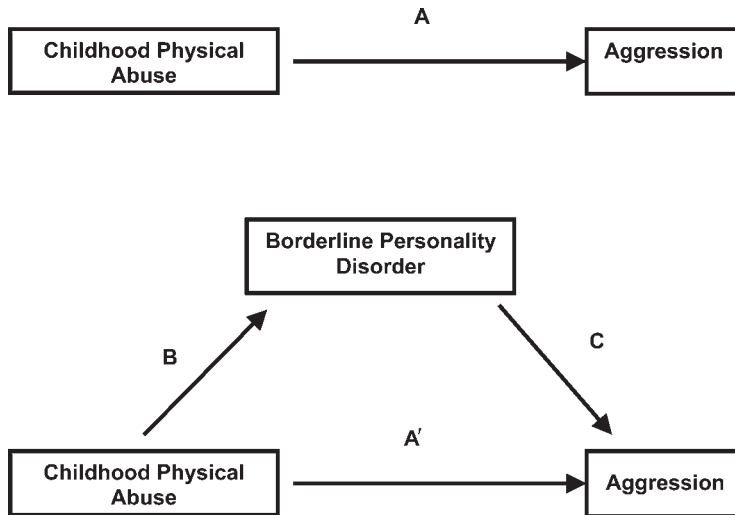 A
Childhood Physical
Abuse
Aggression
Borderline Personality
Disorder
B
C
A′
Childhood Physical
Abuse
Aggression